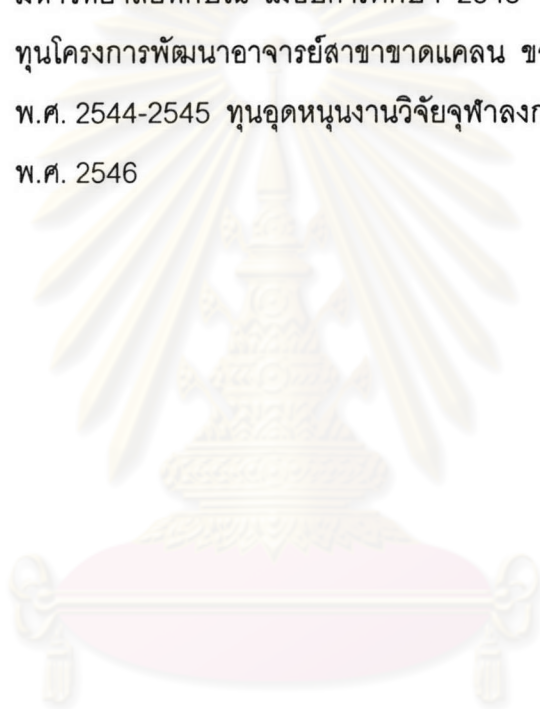 ทุนโครงการพัฒนาอาจารย์สาขาขาดแคลน
พ.ศ. 2544-2545 ทุนอุดหนุนงานวิจัยจุฬาลงก
พ.ศ. 2546